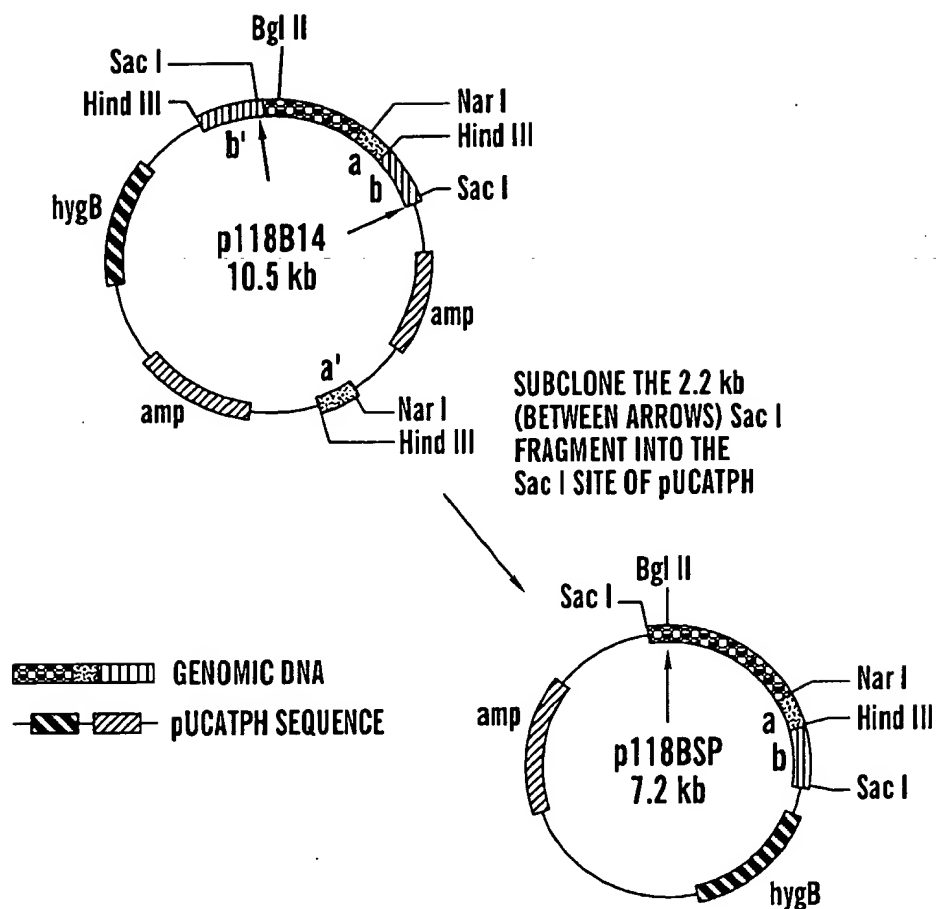 Bgl II
Sac I
Hind III
Nar I
Hind III
b'
a
b
Sac I
hygB
p118B14
10.5 kb
amp
a'
amp
Nar I
Hind III
SUBCLONE THE 2.2 kb
(BETWEEN ARROWS) Sac I
FRAGMENT INTO THE
Sac I SITE OF pUCATPH
Bgl II
Sac I
GENOMIC DNA
pUCATPH SEQUENCE
amp
Nar I
a
Hind III
b
p118BSP
7.2 kb
Sac I
hygB